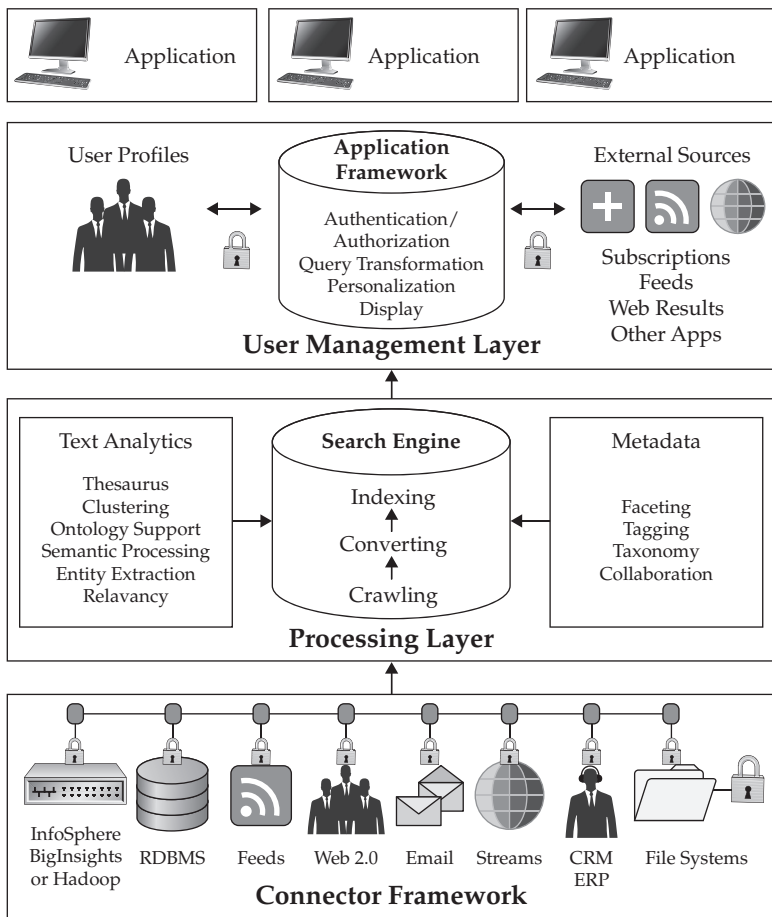 Application
Application
Application
User Profiles
Application
Framework
Authentication/
Authorization
Query Transformation
Personalization
Display
External Sources
Subscriptions
Feeds
Web Results
Other Apps
User Management Layer
Text Analytics
Thesaurus
Clustering
Ontology Support
Semantic Processing
Entity Extraction
Relavancy
Search Engine
Indexing
Converting
Crawling
Metadata
Faceting
Tagging
Taxonomy
Collaboration
Processing Layer
InfoSphere
BigInsights
or Hadoop
RDBMS
Feeds
Web 2.0
Email
Streams
CRM
ERP
File Systems
Connector Framework